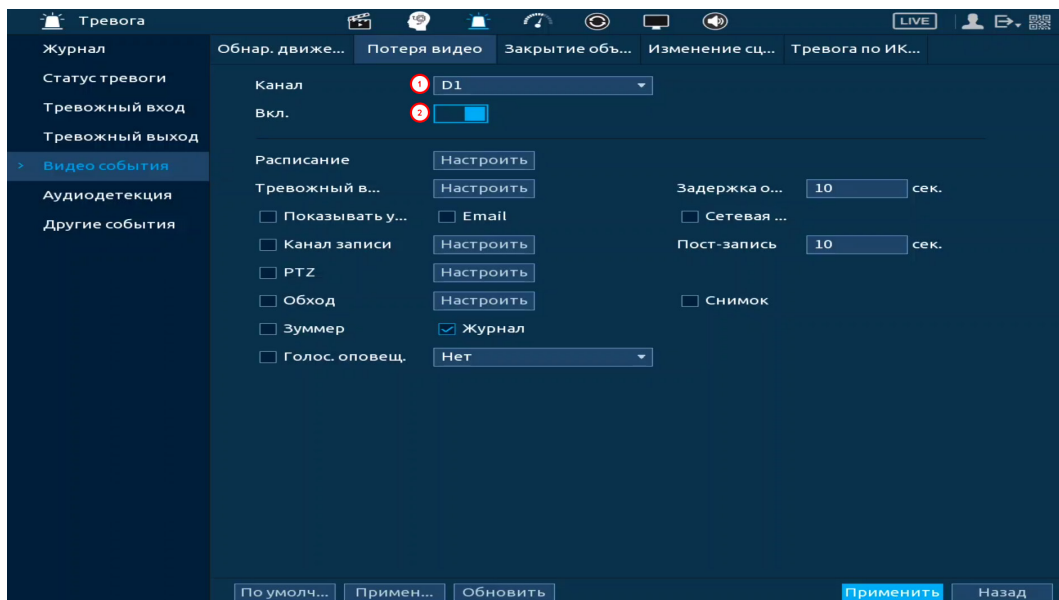 Тревога LIVE
Журнал
Статус тревоги
Тревожный вход
Тревожный выход
Видео события
Аудиодетекция
Другие события
Обнар. движе... Потеря видео Закрытие объ... Изменение сц... Тревога по ИК...
Канал 1 D1
Вкл. 2
Расписание Настроить
Тревожный в... Настроить Задержка о... 10 сек.
Показывать у... Email Сетевая ...
Канал записи Настроить Пост-запись 10 сек.
PTZ Настроить
Обход Настроить Снимок
Зуммер Журнал
Голос. оповещ. Нет
По умолч... Примен... Обновить Применить Назад